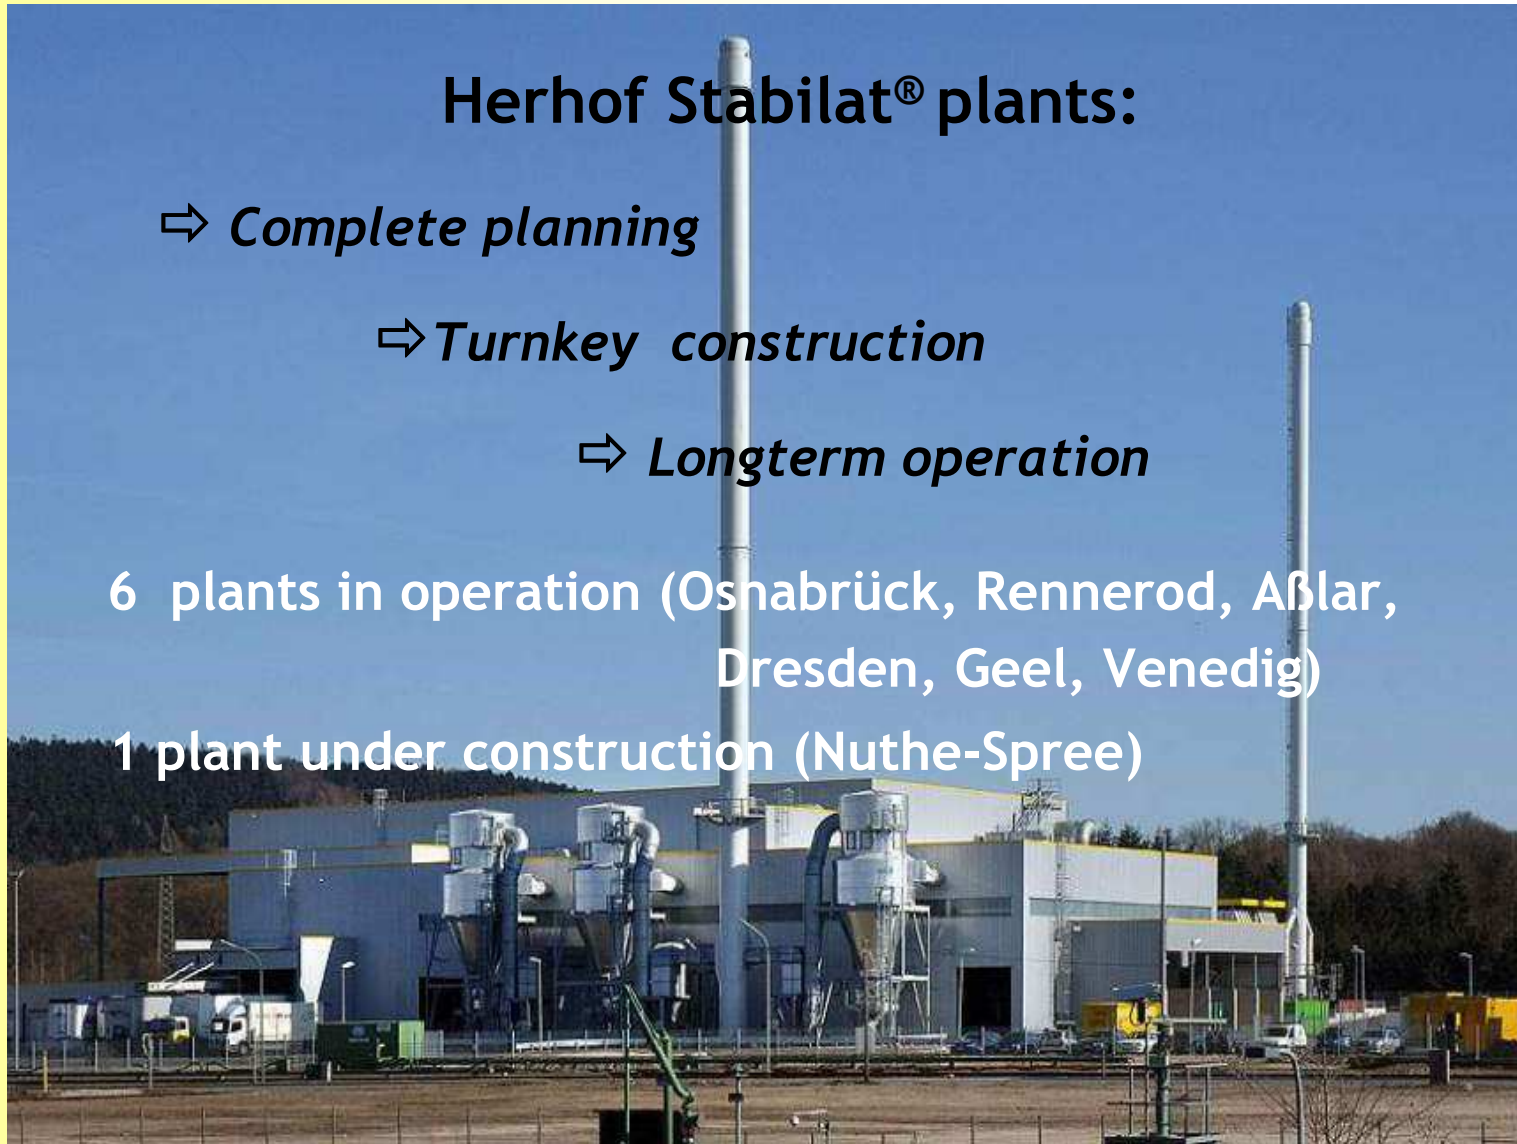 Herhof Stabilat® plants:
⇨ Complete planning
⇨Turnkey construction
⇨ Longterm operation
6 plants in operation (Osnabrück, Rennerod, Aßlar,
Dresden, Geel, Venedig)
1 plant under construction (Nuthe-Spree)